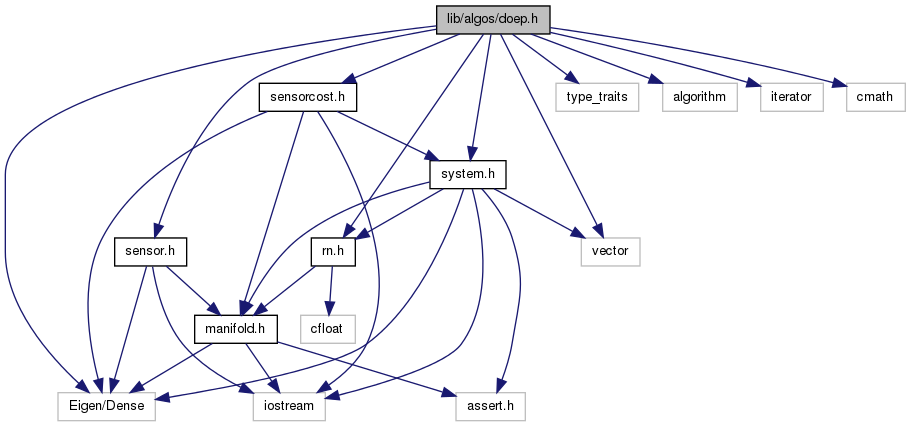 lib/algos/doep.h
sensorcost.h
type_traits
algorithm
iterator
cmath
system.h
sensor.h
rn.h
vector
manifold.h
cfloat
Eigen/Dense
iostream
assert.h